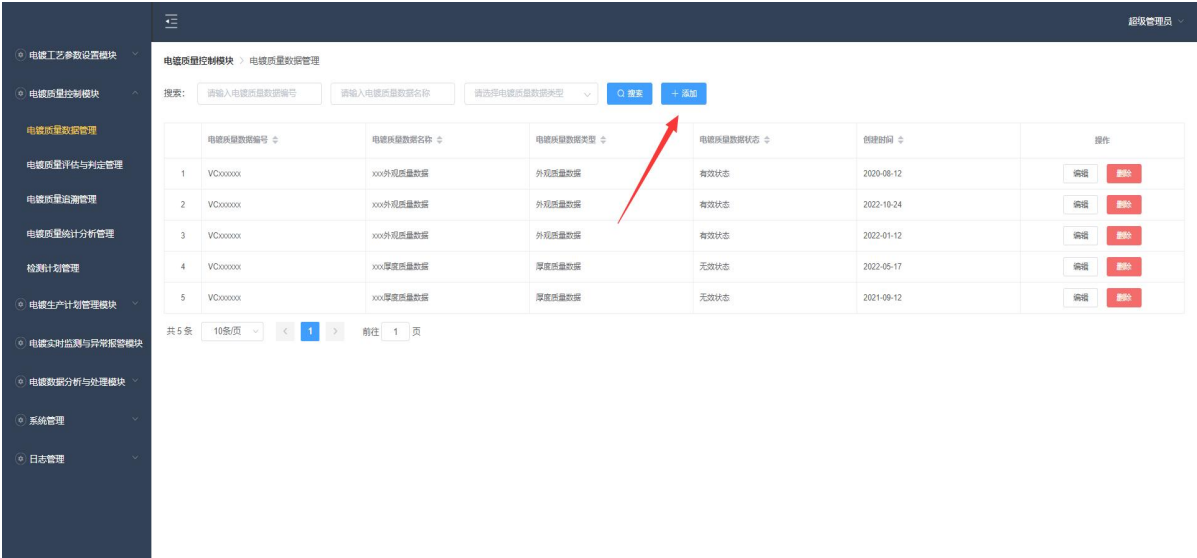 超级管理员
电镀工艺参数设置模块
电镀质量控制模块
电镀质量数据管理
电镀质量评估与判定管理
电镀质量追溯管理
电镀质量统计分析管理
检测计划管理
电镀生产计划管理模块
电镀实时监测与异常报警模块
电镀数据分析与处理模块
系统管理
日志管理
电镀质量控制模块 > 电镀质量数据管理
搜索: 请输入电镀质量数据编号 请输入电镀质量数据名称 请选择电镀质量数据类型 搜索 + 添加
电镀质量数据编号 电镀质量数据名称 电镀质量数据类型 电镀质量数据状态 创建时间 操作
1 VCxxxxxx xxx外观质量数据 外观质量数据 有效状态 2020-08-12 编辑 删除
2 VCxxxxxx xxx外观质量数据 外观质量数据 有效状态 2022-10-24 编辑 删除
3 VCxxxxxx xxx外观质量数据 外观质量数据 有效状态 2022-01-12 编辑 删除
4 VCxxxxxx xxx厚度质量数据 厚度质量数据 无效状态 2022-05-17 编辑 删除
5 VCxxxxxx xxx厚度质量数据 厚度质量数据 无效状态 2021-09-12 编辑 删除
共 5 条 10条/页 < 1 > 前往 1 页